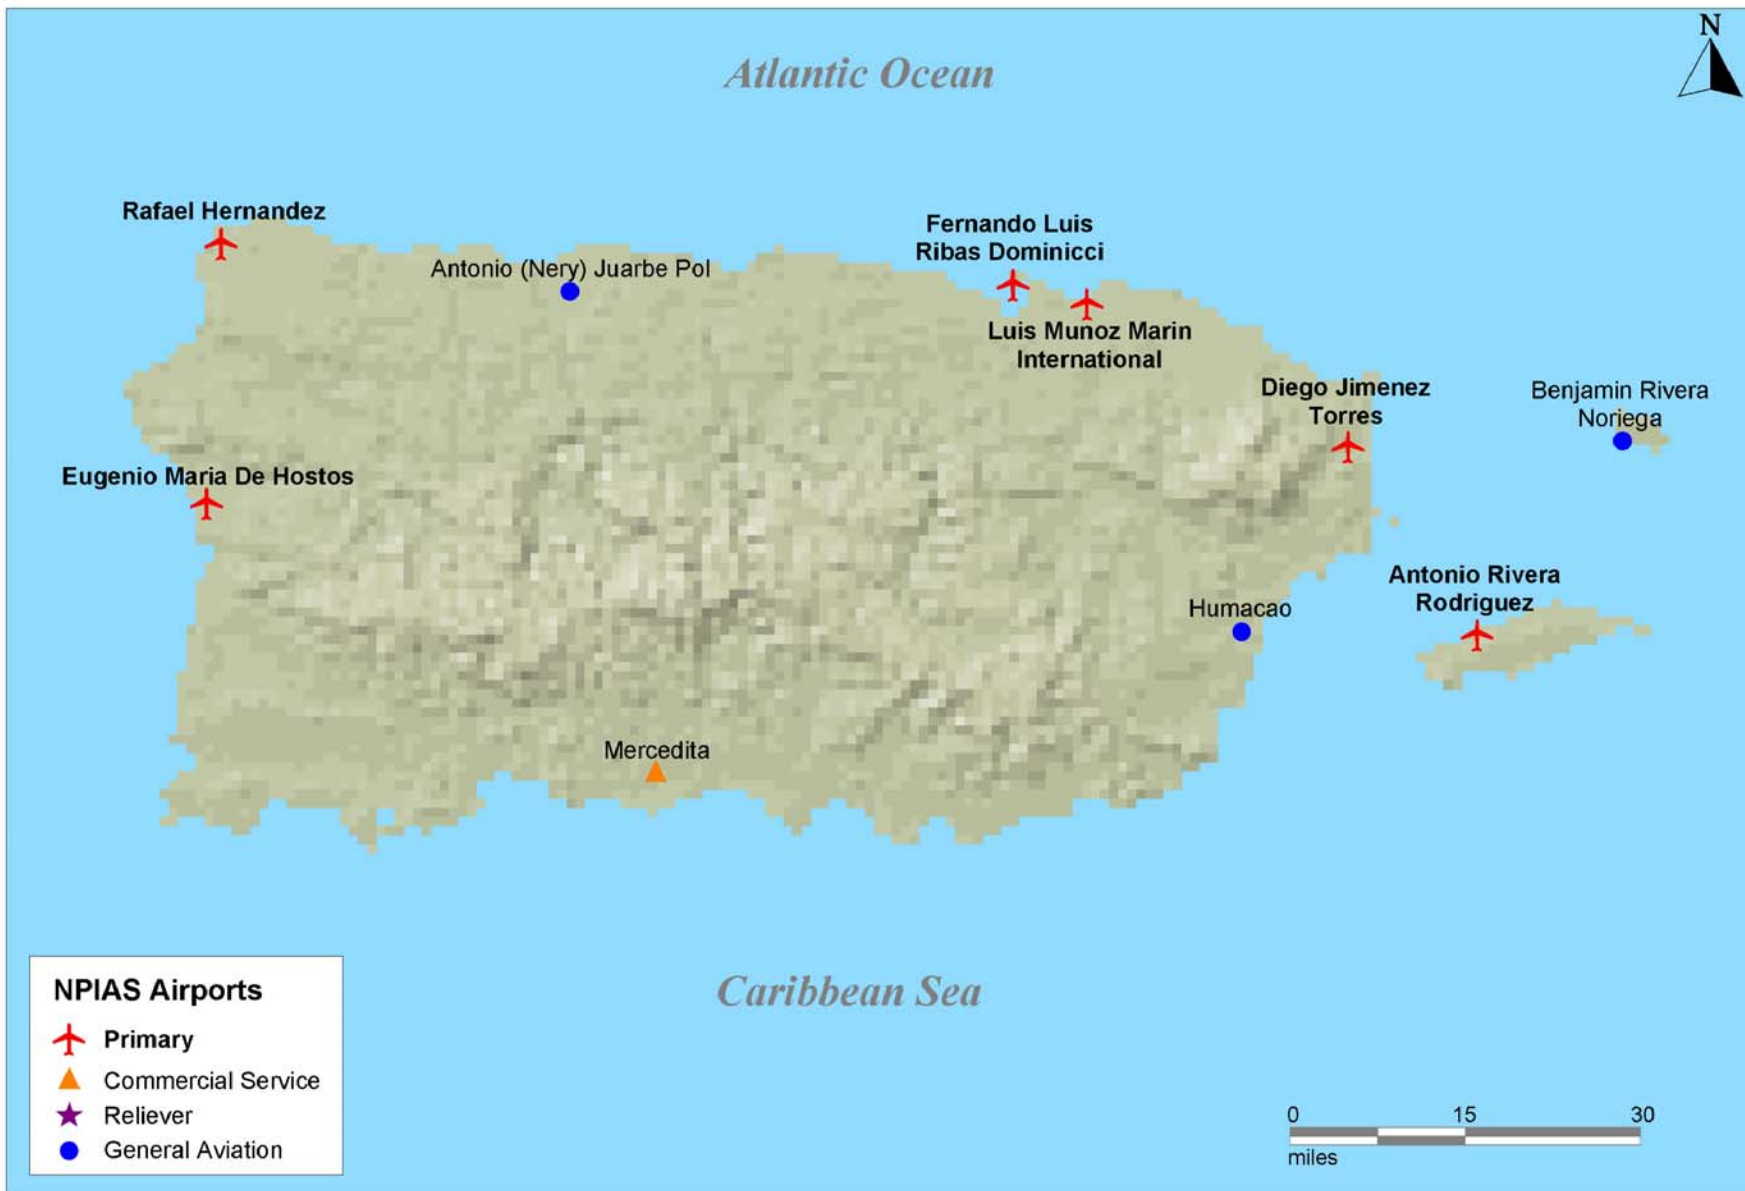 N
Atlantic Ocean
Rafael Hernandez
Fernando Luis
Ribas Dominicci
Antonio (Nery) Juarbe Pol
Luis Muñoz Marin
International
Diego Jimenez
Torres
Benjamin Rivera
Noriega
Eugenio Maria De Hostos
Antonio Rivera
Rodriguez
Humacao
Mercedita
Caribbean Sea
NPIAS Airports
Primary
Commercial Service
Reliever
General Aviation
0 15 30
miles